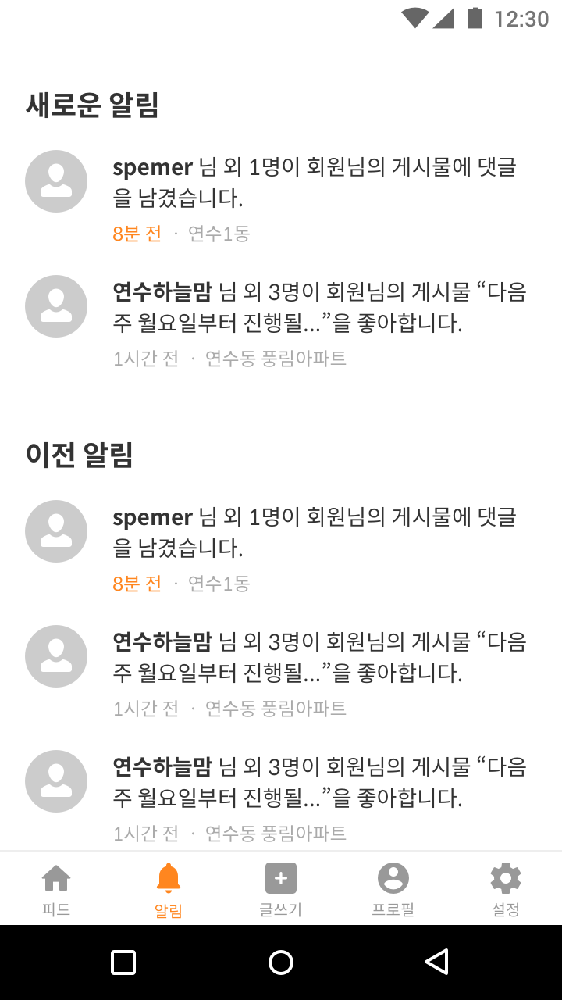 12:30
새로운 알림
spemer 님 외 1명이 회원님의 게시물에 댓글
을 남겼습니다.
8분 전 · 연수1동
연수하늘맘 님 외 3명이 회원님의 게시물 “다음
주 월요일부터 진행될...”을 좋아합니다.
1시간 전 · 연수동 풍림아파트
이전 알림
spemer 님 외 1명이 회원님의 게시물에 댓글
을 남겼습니다.
8분 전 · 연수1동
연수하늘맘 님 외 3명이 회원님의 게시물 “다음
주 월요일부터 진행될...”을 좋아합니다.
1시간 전 · 연수동 풍림아파트
연수하늘맘 님 외 3명이 회원님의 게시물 “다음
주 월요일부터 진행될...”을 좋아합니다.
1시간 전 · 연수동 풍림아파트
피드 알림 글쓰기 프로필 설정